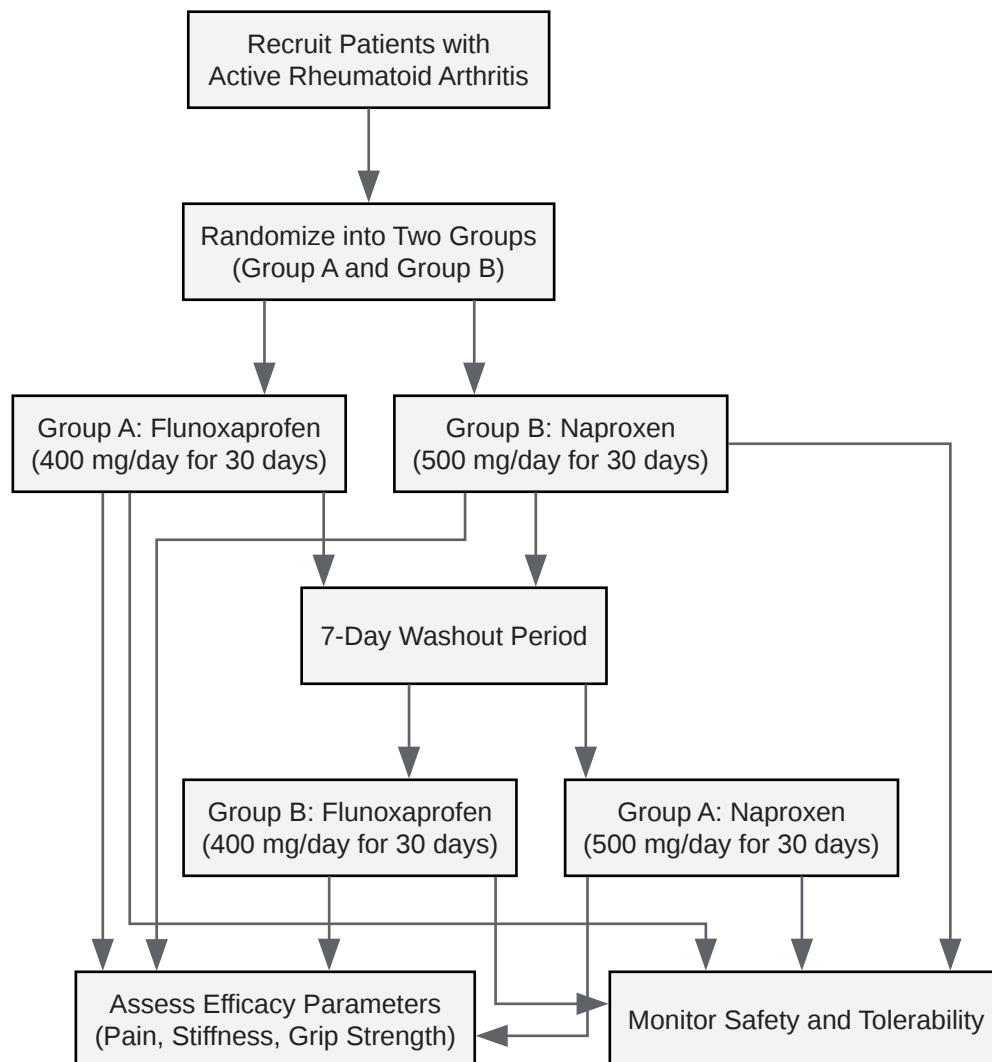 Recruit Patients with
Active Rheumatoid Arthritis
Randomize into Two Groups
(Group A and Group B)
Group A: Flunoxaprofen
(400 mg/day for 30 days)
Group B: Naproxen
(500 mg/day for 30 days)
7-Day Washout Period
Group B: Flunoxaprofen
(400 mg/day for 30 days)
Group A: Naproxen
(500 mg/day for 30 days)
Assess Efficacy Parameters
(Pain, Stiffness, Grip Strength)
Monitor Safety and Tolerability